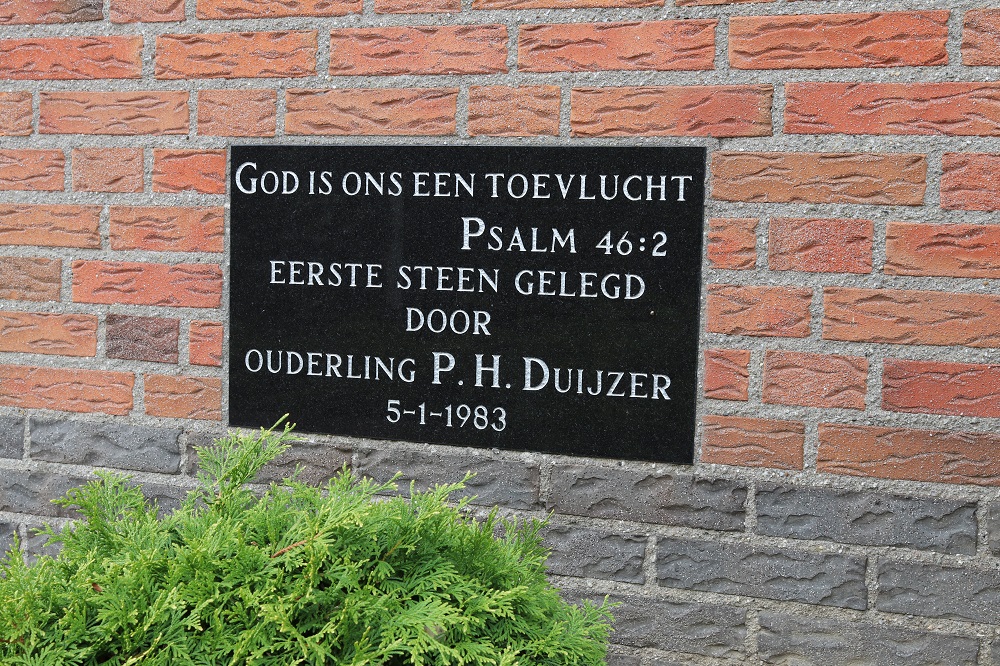 GOD IS ONS EEN TOEVLUCHT
PSALM 46:2
EERSTE STEEN GELEGD
DOOR
OUDERLING P. H. DUIJZER
5-1-1983